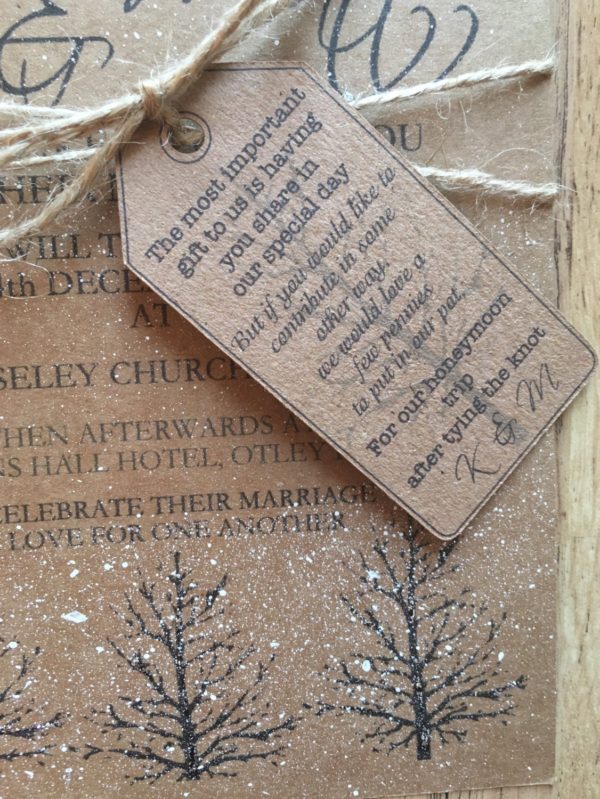 &
YOU
WILL
4th DECE
AT
SELEY CHURCH
THEN AFTERWARDS A
NS HALL HOTEL, OTLEY
CELEBRATE THEIR MARRIAGE
LOVE FOR ONE ANOTHER
The most important
gift to us is having
you share in
our special day
But if you would like to
contribute in some
other way,
we would love a
few pennies
to put in our pot,
For our honeymoon
trip
after tying the knot
K & M